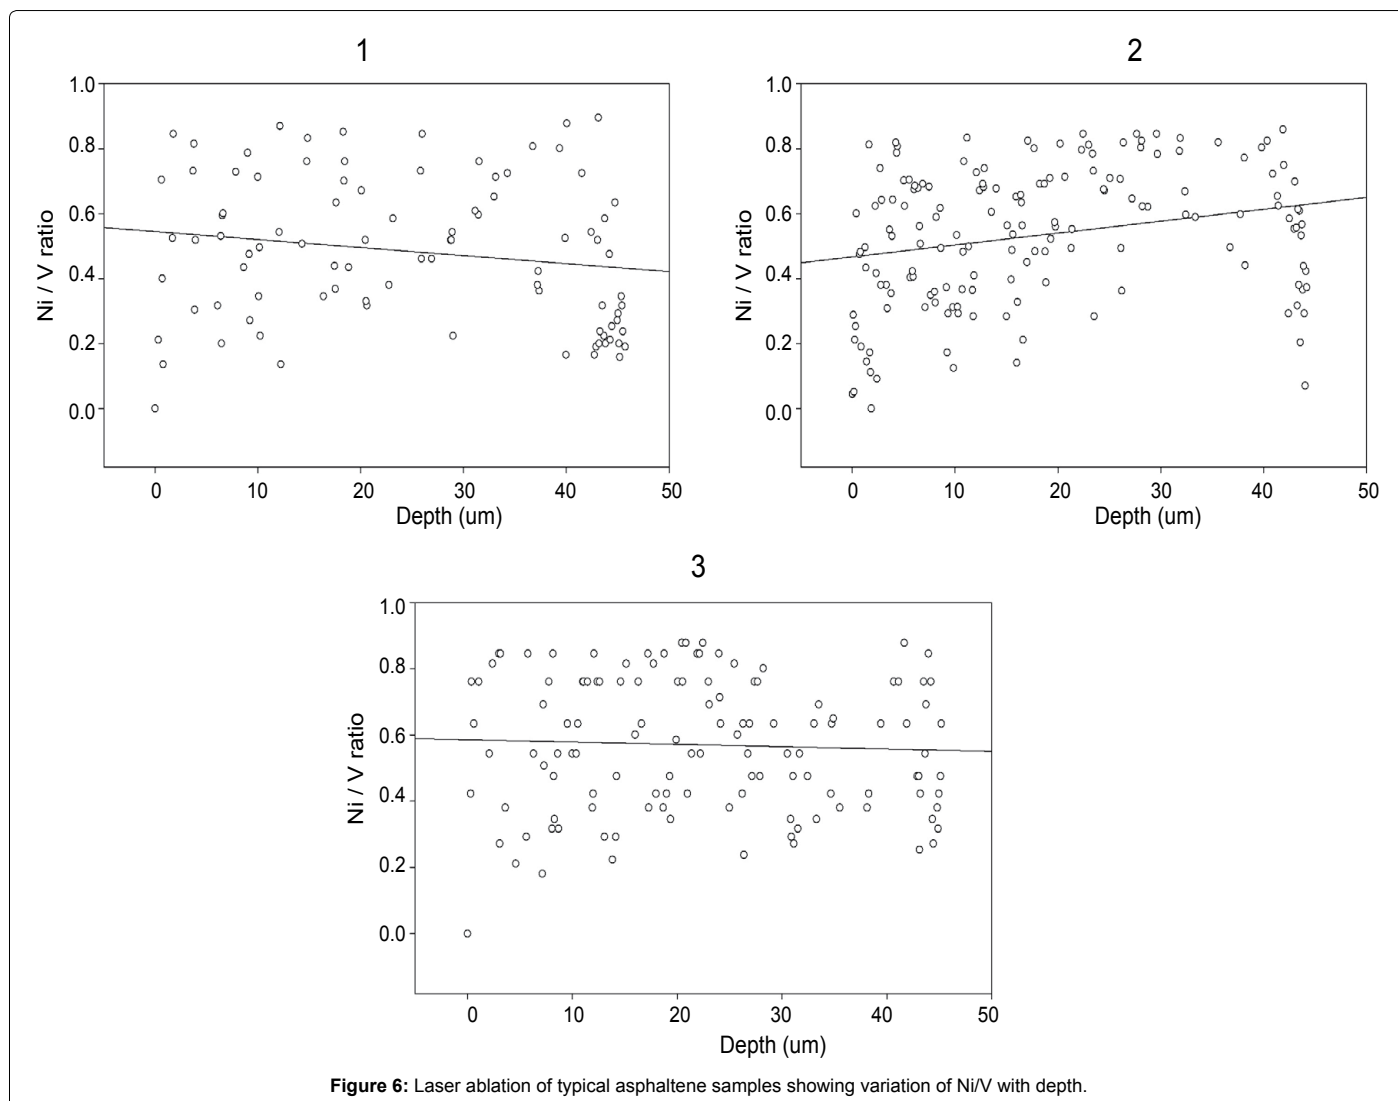 1
1.0
0.8
0.6
0.4
0.2
0.0
Ni / V ratio
0 10 20 30 40 50
Depth (um)
2
1.0
0.8
0.6
0.4
0.2
0.0
Ni / V ratio
0 10 20 30 40 50
Depth (um)
3
1.0
0.8
0.6
0.4
0.2
0.0
Ni / V ratio
0 10 20 30 40 50
Depth (um)
Figure 6: Laser ablation of typical asphaltene samples showing variation of Ni/V with depth.